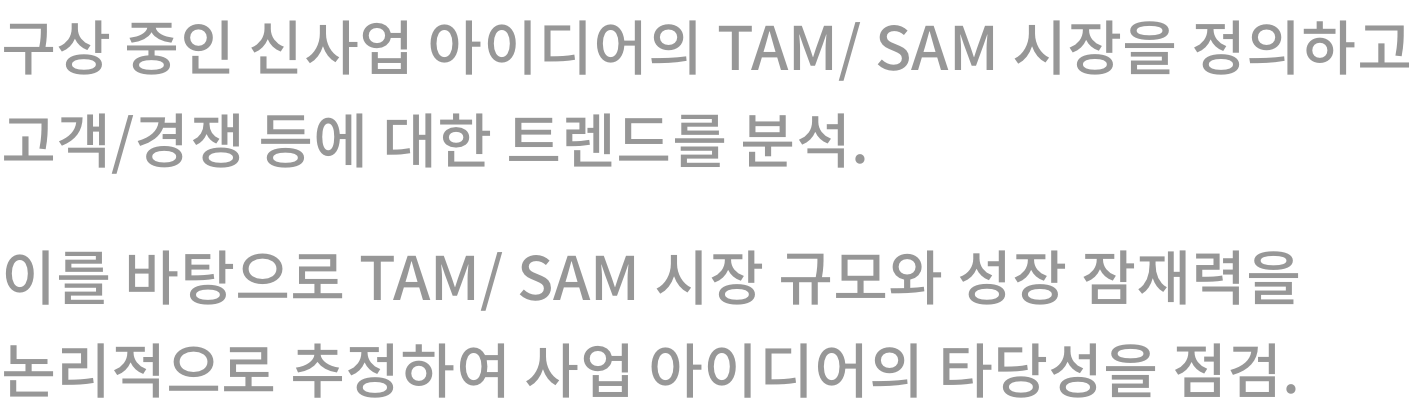 구상 중인 신사업 아이디어의 TAM/ SAM 시장을 정의하고
고객/경쟁 등에 대한 트렌드를 분석.
이를 바탕으로 TAM/ SAM 시장 규모와 성장 잠재력을
논리적으로 추정하여 사업 아이디어의 타당성을 점검.